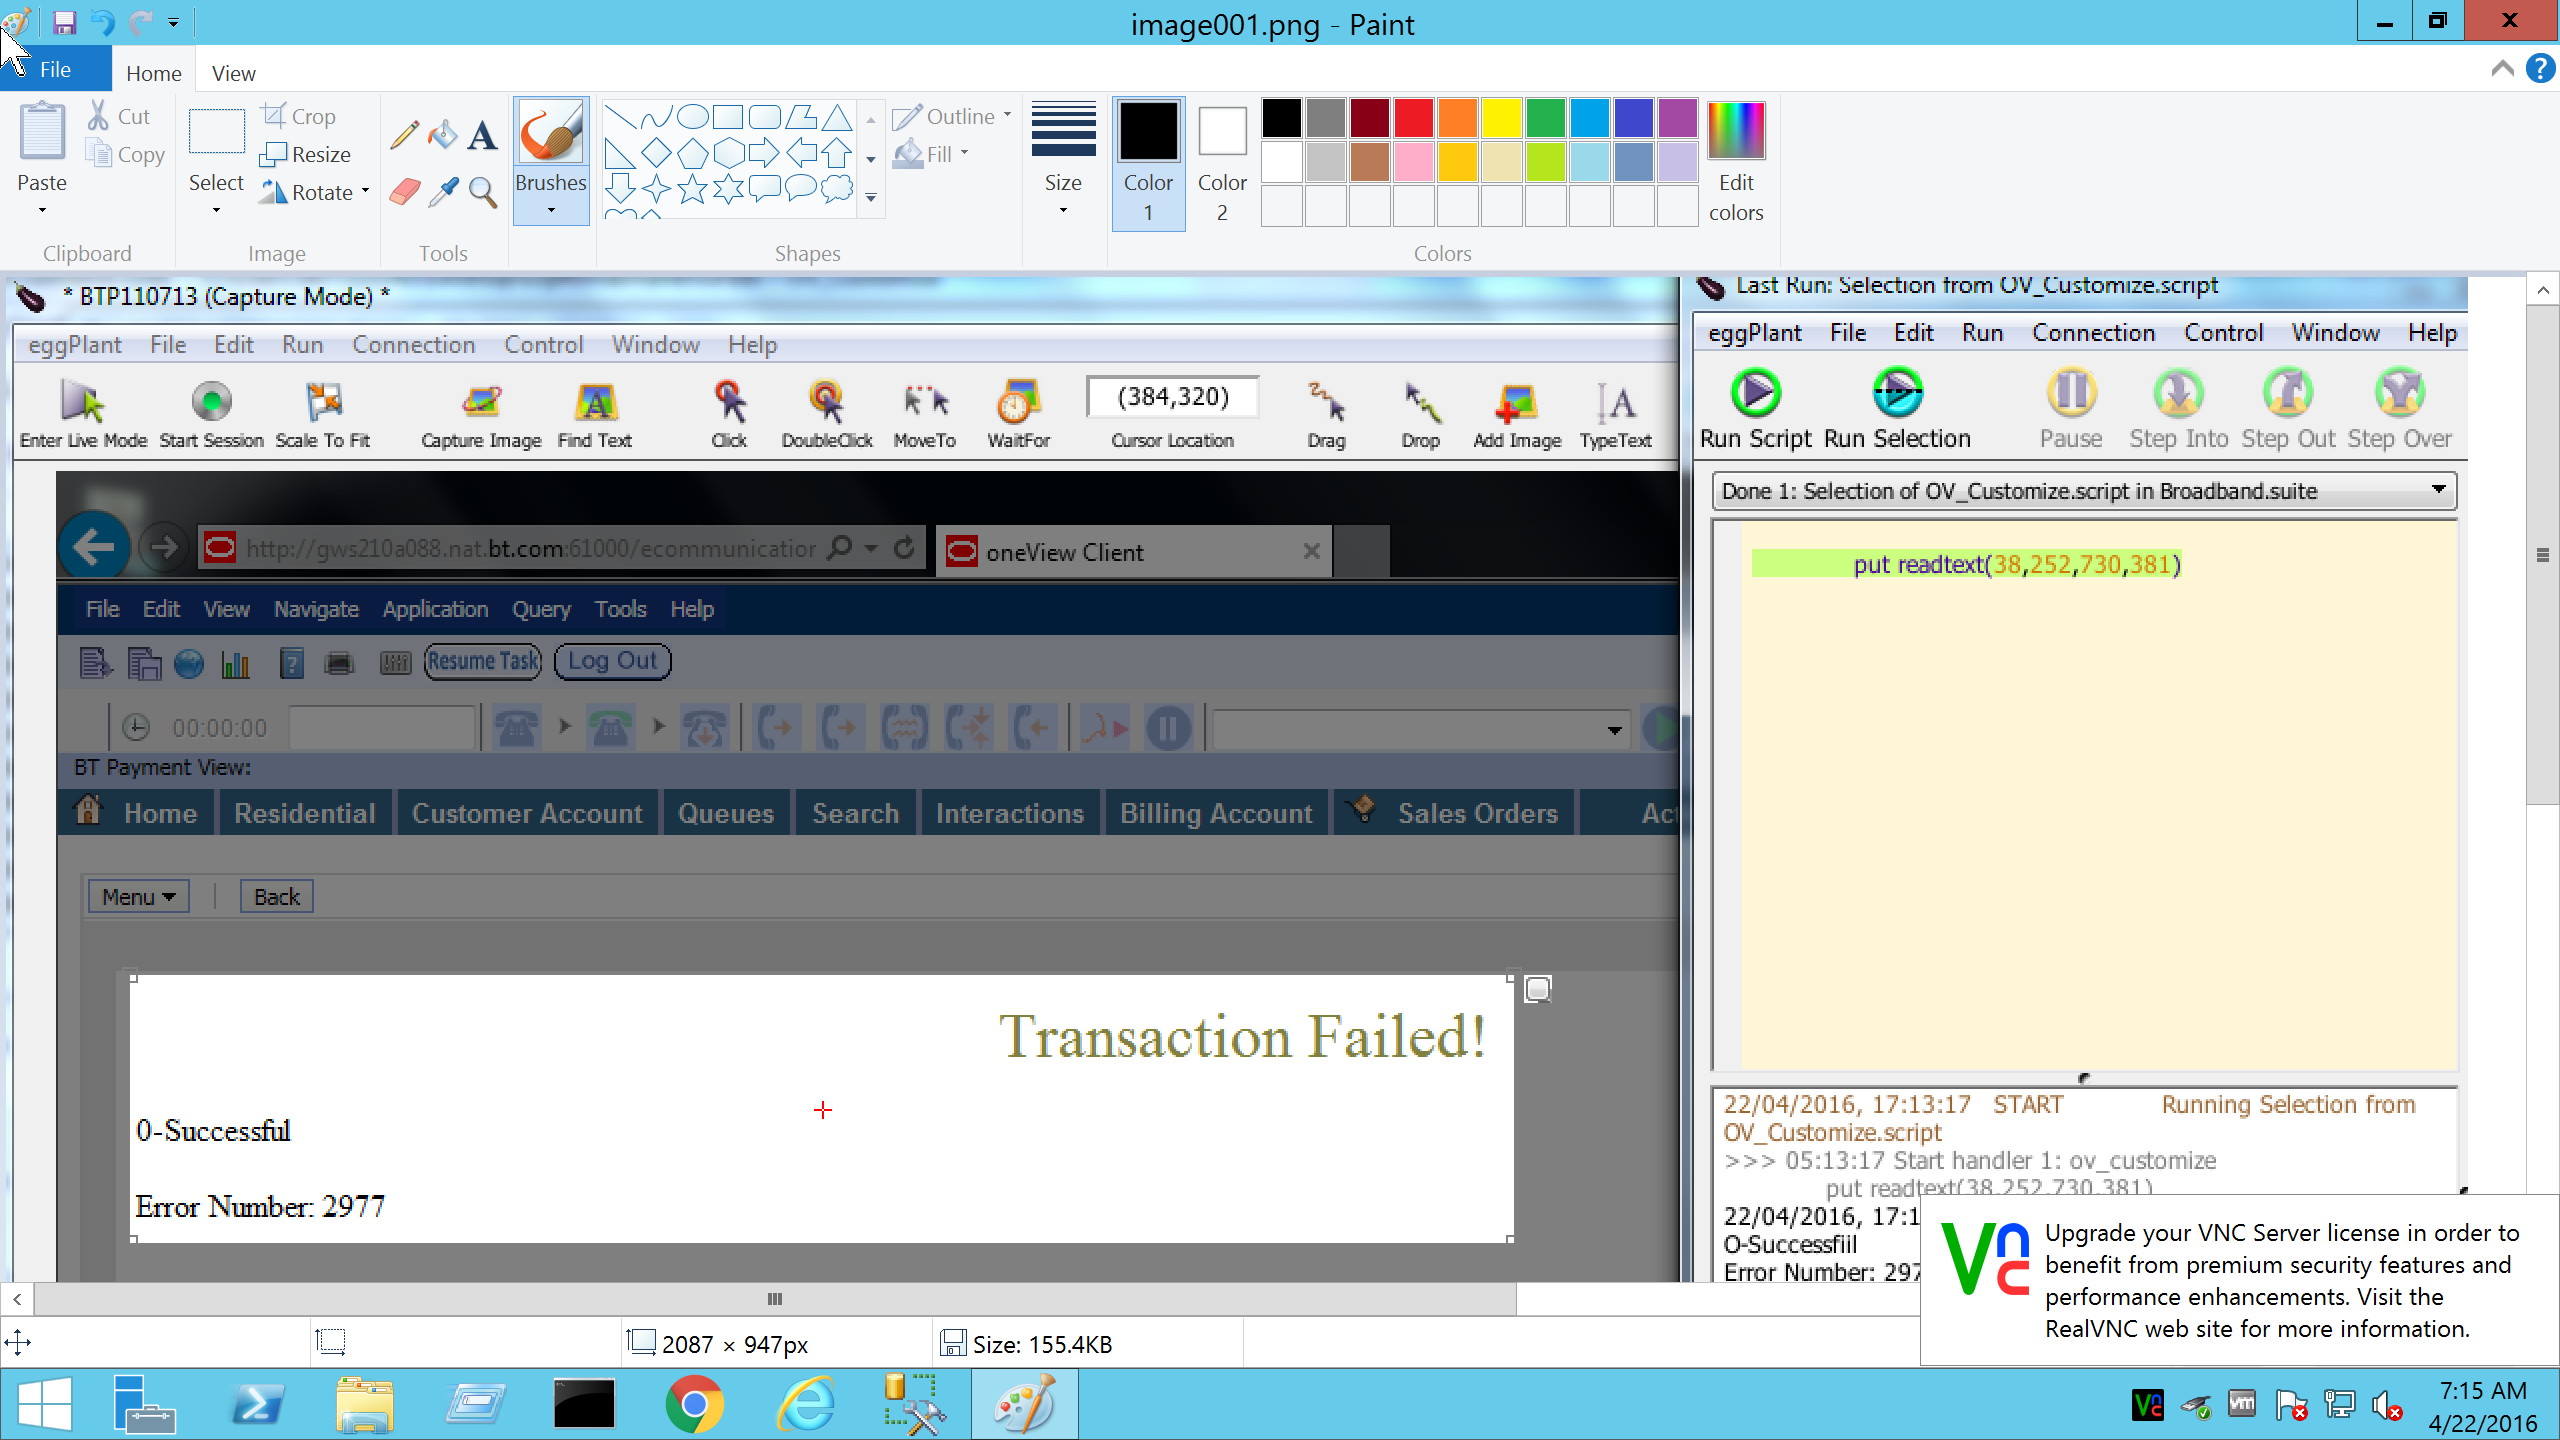 image001.png - Paint
File Home View
Cut
Copy
Paste
Clipboard
Crop
Resize
Rotate
Select
Image
Tools
Brushes
Outline
Fill
Shapes
Size
Color 1
Color 2
Edit colors
Colors
* BTP110713 (Capture Mode) *
eggPlant File Edit Run Connection Control Window Help
(384,320)
Enter Live Mode Start Session Scale To Fit Capture Image Find Text Click DoubleClick MoveTo WaitFor Cursor Location Drag Drop Add Image TypeText
http://gws210a088.nat.bt.com:61000/ecommunication
oneView Client
File Edit View Navigate Application Query Tools Help
Resume Task Log Out
00:00:00
BT Payment View:
Home Residential Customer Account Queues Search Interactions Billing Account Sales Orders Act
Menu Back
Transaction Failed!
0-Successful
Error Number: 2977
Last Run: Selection from OV_Customize.script
eggPlant File Edit Run Connection Control Window Help
Run Script Run Selection Pause Step Into Step Out Step Over
Done 1: Selection of OV_Customize.script in Broadband.suite
put readtext(38,252,730,381)
22/04/2016, 17:13:17 START Running Selection from
OV_Customize.script
>>> 05:13:17 Start handler 1: ov_customize
put readtext(38,252,730,381)
22/04/2016, 17:1
O-Successfiil
Error Number: 297
Upgrade your VNC Server license in order to
benefit from premium security features and
performance enhancements. Visit the
RealVNC web site for more information.
2087 × 947px
Size: 155.4KB
7:15 AM
4/22/2016